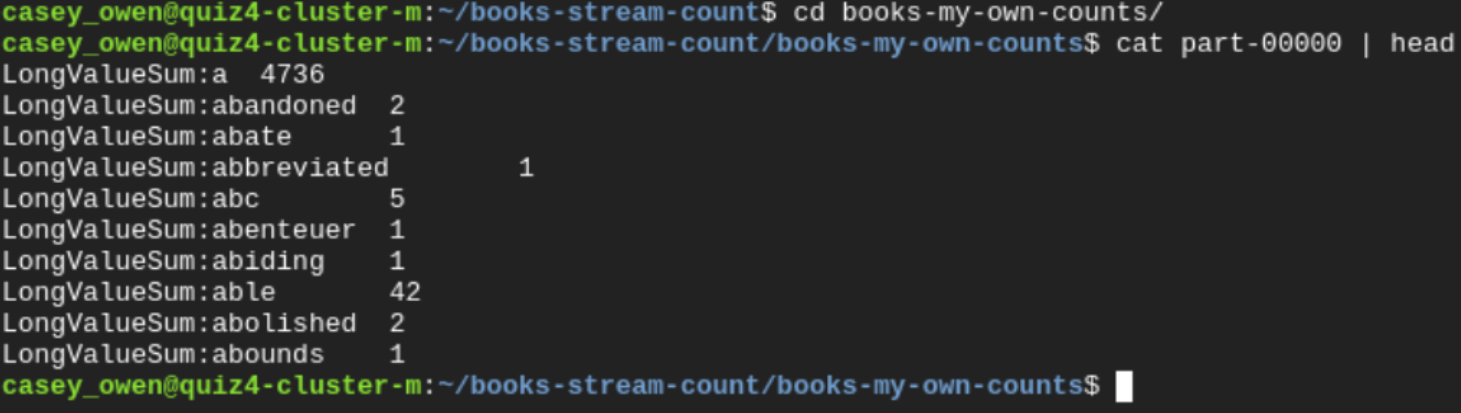 casey_owen@quiz4-cluster-m:~/books-stream-count$ cd books-my-own-counts/
casey_owen@quiz4-cluster-m:~/books-stream-count/books-my-own-counts$ cat part-00000 | head
LongValueSum:a  4736
LongValueSum:abandoned  2
LongValueSum:abate      1
LongValueSum:abbreviated        1
LongValueSum:abc        5
LongValueSum:abenteuer  1
LongValueSum:abiding    1
LongValueSum:able       42
LongValueSum:abolished  2
LongValueSum:abounds    1
casey_owen@quiz4-cluster-m:~/books-stream-count/books-my-own-counts$